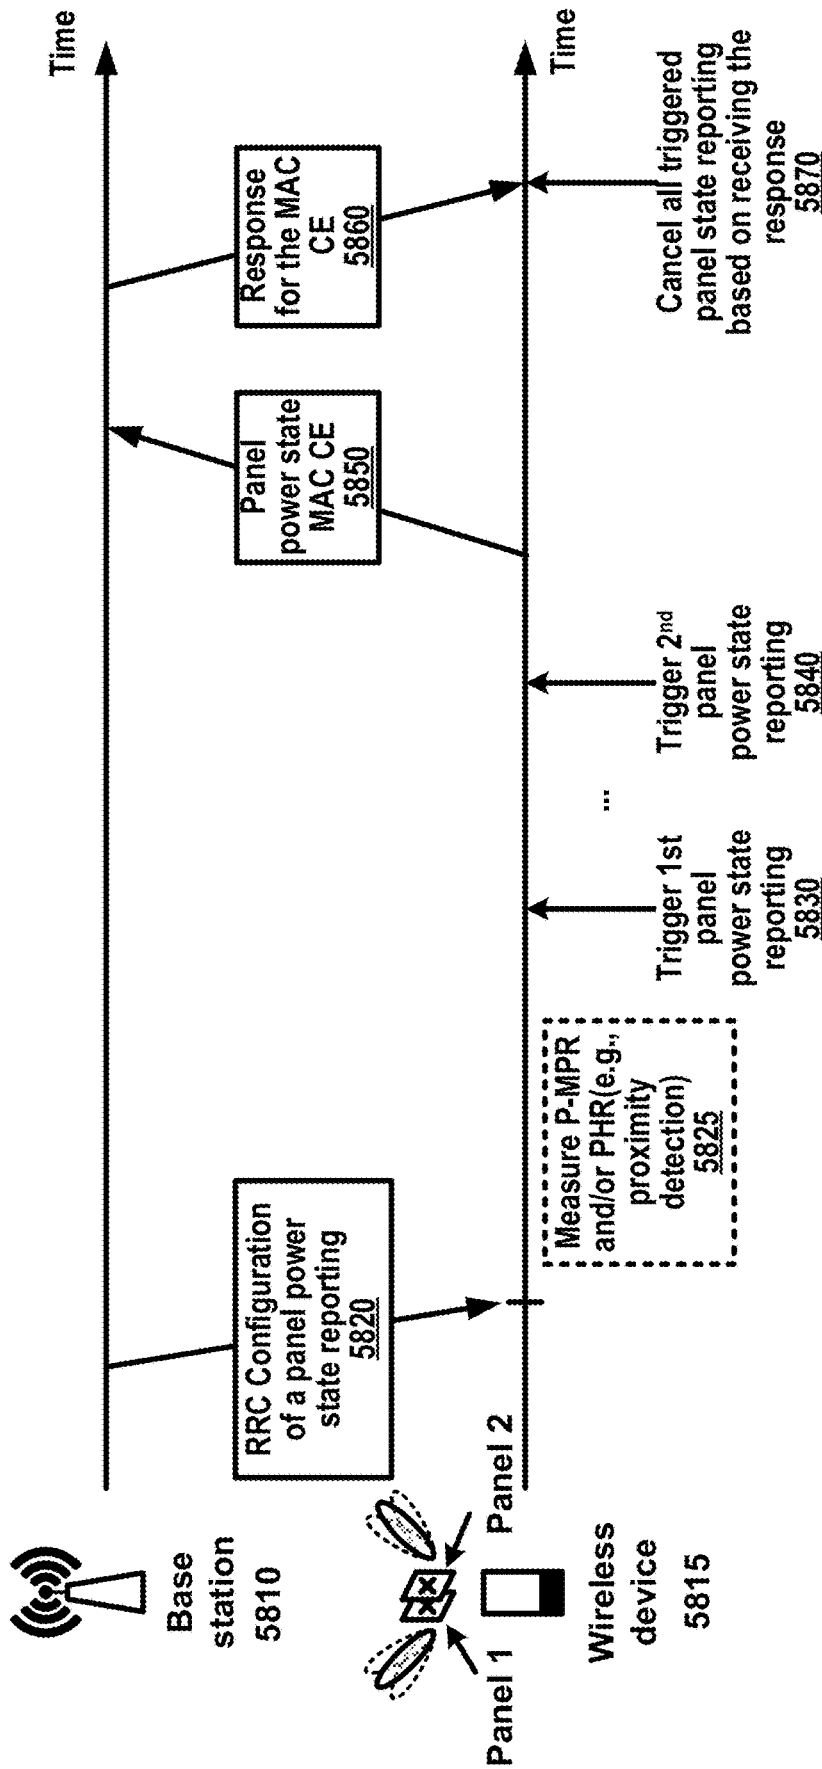 Base
station
5810
Panel 1
Panel 2
Wireless
device
5815
RRC Configuration
of a panel power
state reporting
5820
Measure P-MPR
and/or PHR(e.g.,
proximity
detection)
5825
Trigger 1st
panel
power state
reporting
5830
...
Trigger 2nd
panel
power state
reporting
5840
Panel
power state
MAC CE
5850
Response
for the MAC
CE
5860
Cancel all triggered
panel state reporting
based on receiving the
response
5870
Time
Time